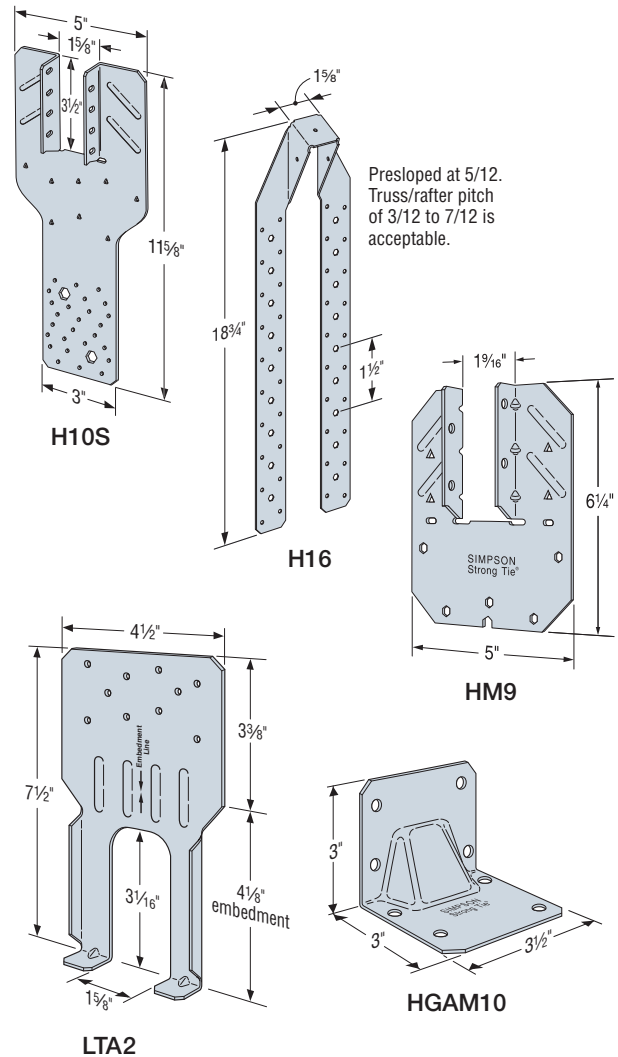 5"
1⅝"
3½"
11⅝"
3"
H10S
1⅝"
18¾"
1½"
H16
Presloped at 5/12.
Truss/rafter pitch
of 3/12 to 7/12 is
acceptable.
1⁹⁄₁₆"
6¼"
SIMPSON
Strong Tie®
5"
HM9
4½"
7½"
3⅜"
Embedment
Line
3¹⁄₁₆"
4⅛"
embedment
1⅝"
LTA2
3"
SIMPSON
Strong Tie
3"
3½"
HGAM10